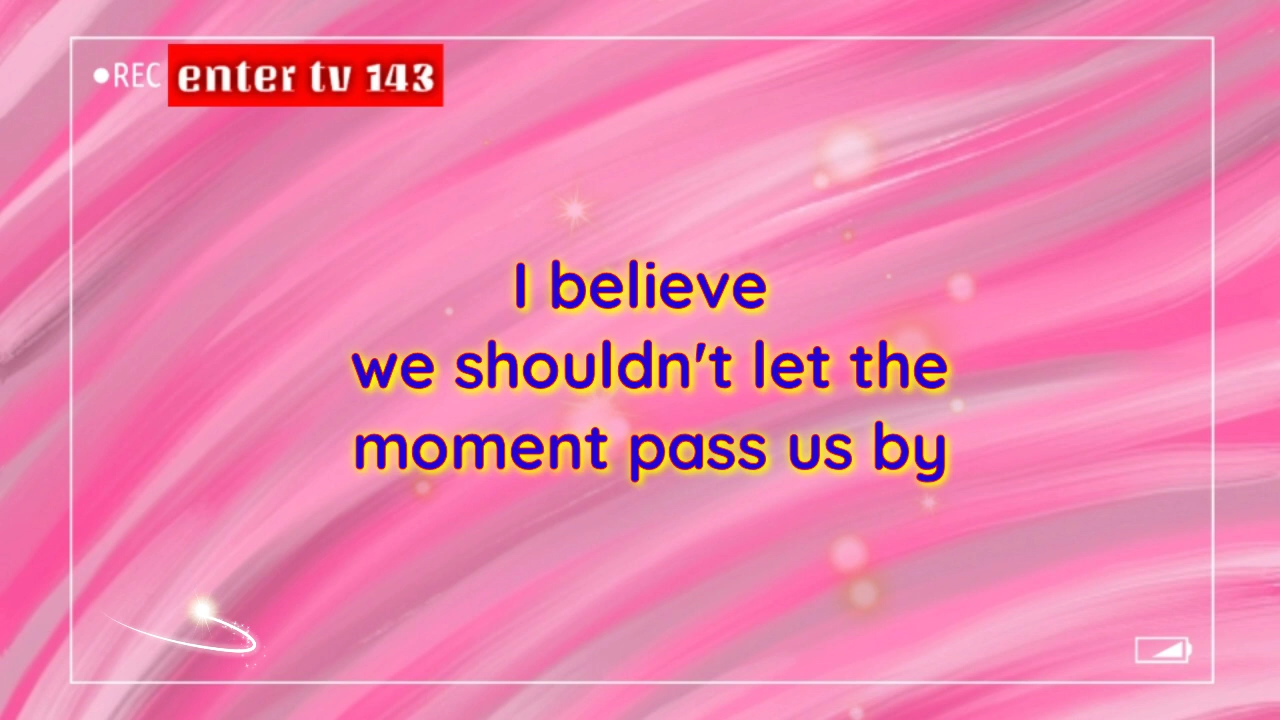 ●REC enter tv 143
I believe
we shouldn't let the
moment pass us by